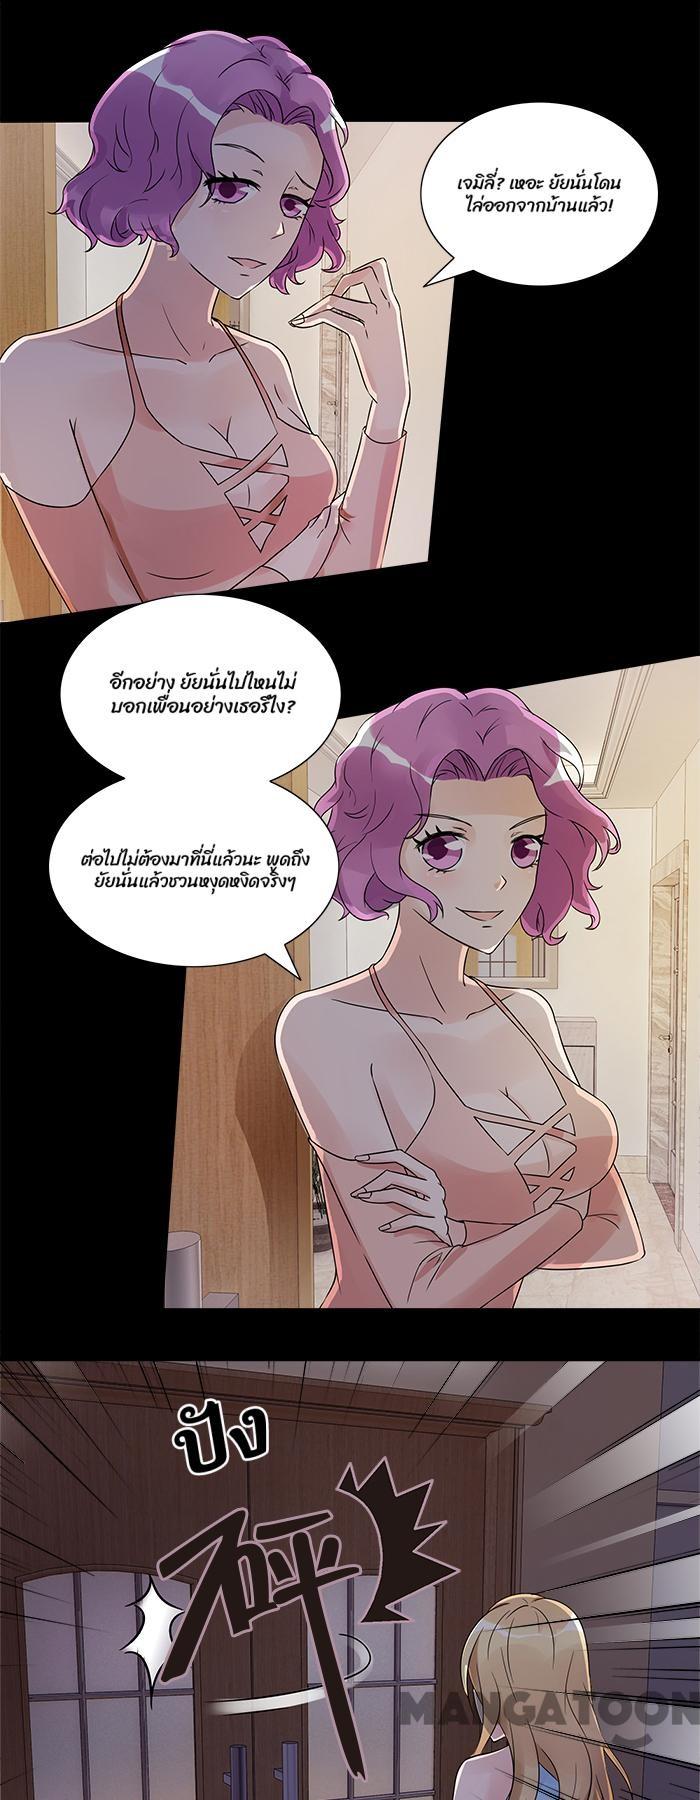 เจมิลี่? เหอะ ยัยนั่นโดน
ไล่ออกจากบ้านแล้ว!
อีกอย่าง ยัยนั่นไปไหนไม่
บอกเพื่อนอย่างเธอรึไง?
ต่อไปไม่ต้องมาที่นี่แล้วนะ พูดถึง
ยัยนั่นแล้วชวนหงุดหงิดจริงๆ
ปัง
砰
MANGATOON